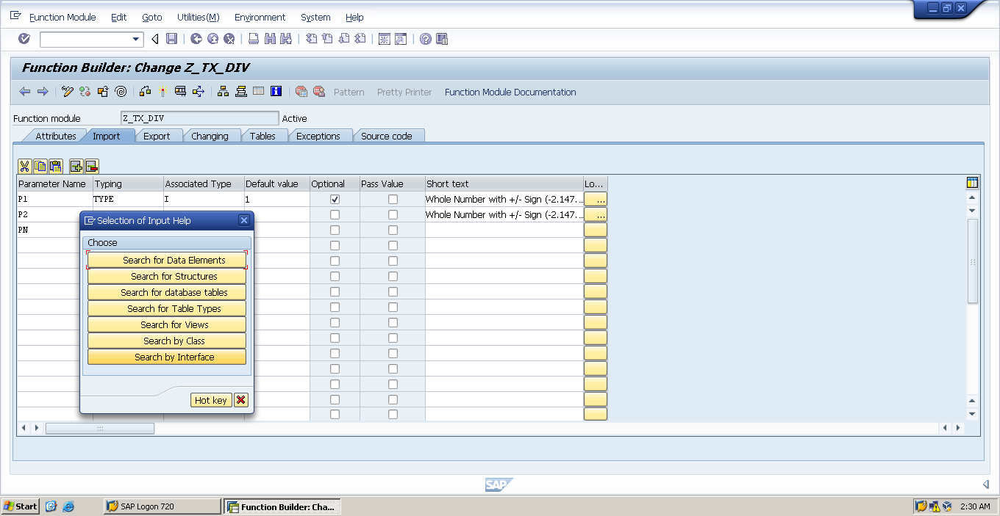 Function Module Edit Goto Utilities(M) Environment System Help
Function Builder: Change Z_TX_DIV
Pattern Pretty Printer Function Module Documentation
Function module Z_TX_DIV Active
Attributes Import Export Changing Tables Exceptions Source code
Parameter Name Typing Associated Type Default value Optional Pass Value Short text Lo...
P1 TYPE I 1 Whole Number with +/- Sign (-2.147. ... ...
P2 Whole Number with +/- Sign (-2.147. ... ...
PN
Selection of Input Help
Choose
Search for Data Elements
Search for Structures
Search for database tables
Search for Table Types
Search for Views
Search by Class
Search by Interface
Hot key
SAP
Start SAP Logon 720 Function Builder: Cha... 2:30 AM